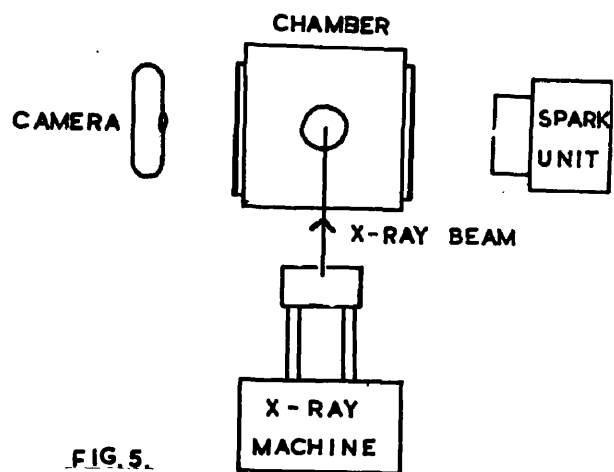 CHAMBER
CAMERA
SPARK
UNIT
X-RAY BEAM
X-RAY
MACHINE
FIG.5.